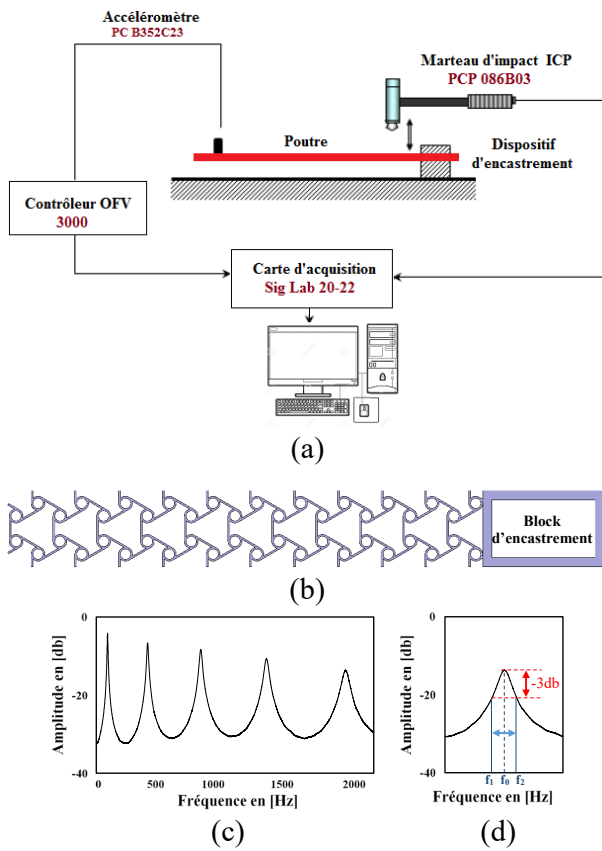 Accéléromètre
PC B352C23
Marteau d'impact ICP
PCP 086B03
Poutre
Dispositif
d'encastrement
Contrôleur OFV
3000
Carte d'acquisition
Sig Lab 20-22
(a)
Block
d'encastrement
(b)
Amplitude en [db]
0
-20
-40
0
500
1000
1500
2000
Fréquence en [Hz]
(c)
Amplitude en [db]
0
-20
-40
-3db
f₁ f₀ f₂
Fréquence en [Hz]
(d)